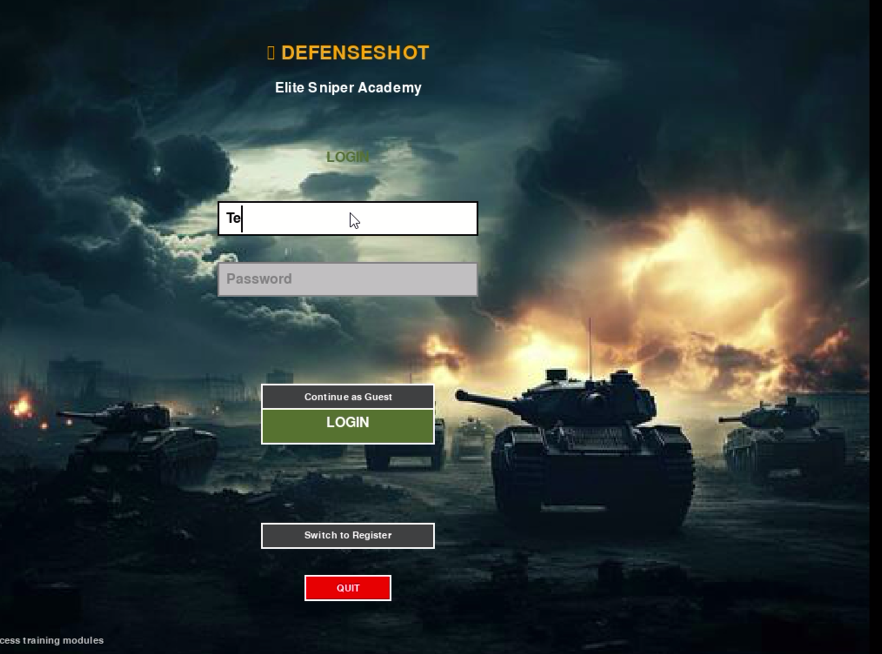 DEFENSESHOT
Elite Sniper Academy
LOGIN
Te
Password
Continue as Guest
LOGIN
Switch to Register
QUIT
cess training modules